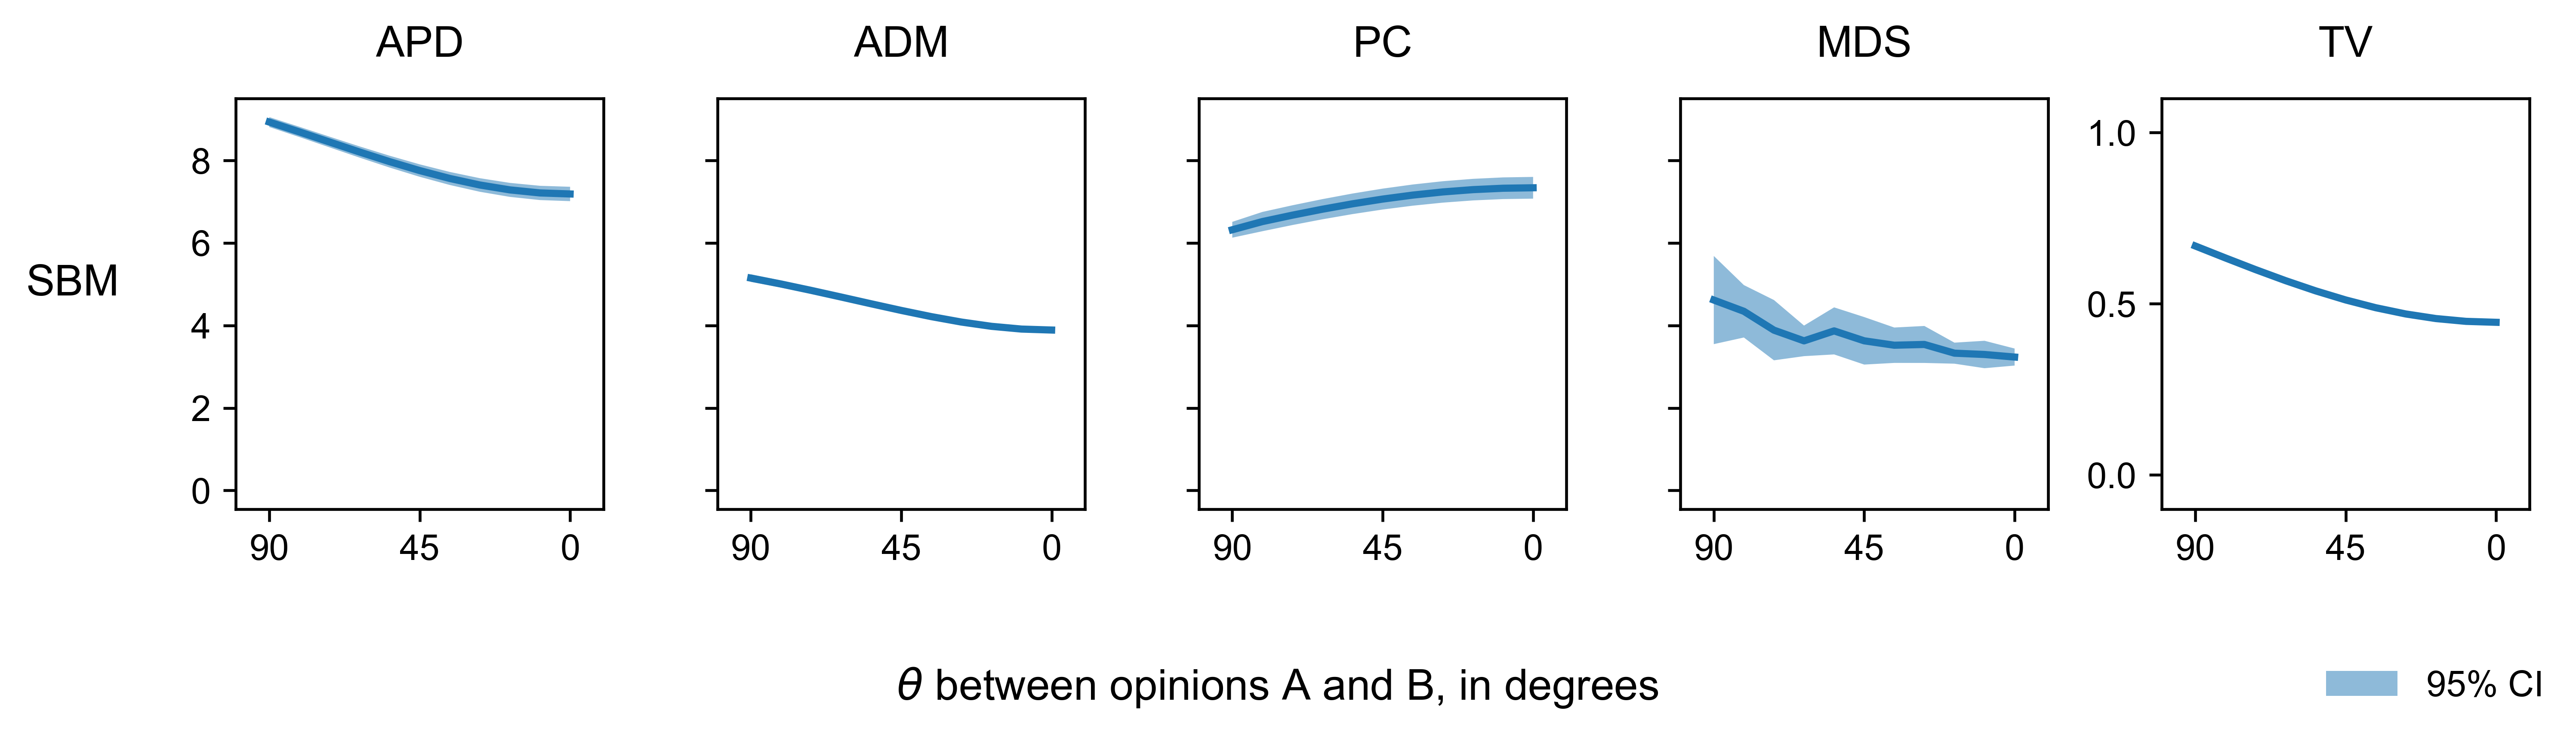 APD ADM PC MDS TV
SBM
8
6
4
2
0
90 45 0
90 45 0
90 45 0
90 45 0
1.0
0.5
0.0
90 45 0
θ between opinions A and B, in degrees
95% CI